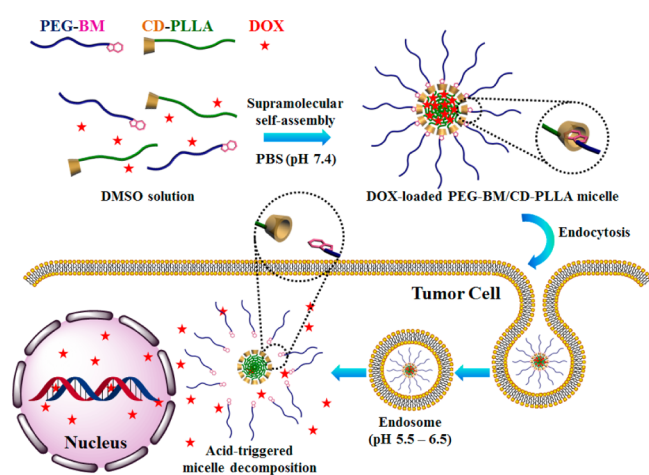 PEG-BM CD-PLLA DOX
Supramolecular
self-assembly
PBS (pH 7.4)
DMSO solution
DOX-loaded PEG-BM/CD-PLLA micelle
Endocytosis
Tumor Cell
Endosome
(pH 5.5 – 6.5)
Acid-triggered
micelle decomposition
Nucleus